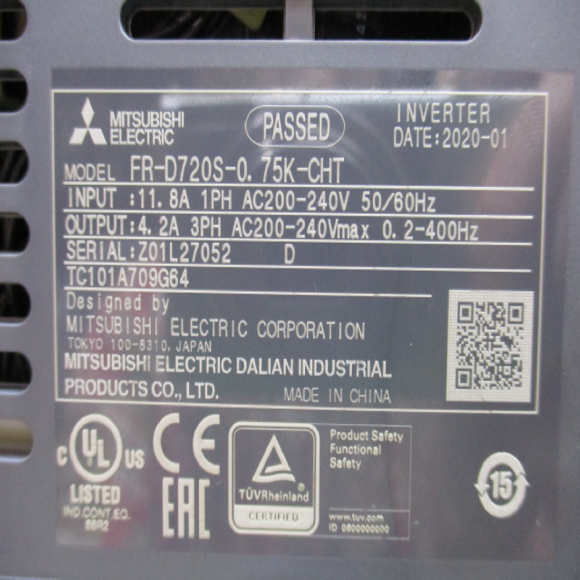 MITSUBISHI ELECTRIC
PASSED
INVERTER
DATE:2020-01
MODEL FR-D720S-0.75K-CHT
INPUT :11.8A 1PH AC200-240V 50/60Hz
OUTPUT:4.2A 3PH AC200-240Vmax 0.2-400Hz
SERIAL:Z01L27052 D
TC101A709G64
Designed by
MITSUBISHI ELECTRIC CORPORATION
TOKYO 100-8310, JAPAN
MITSUBISHI ELECTRIC DALIAN INDUSTRIAL
PRODUCTS CO., LTD. MADE IN CHINA
C UL US
LISTED
IND.CONT.EQ.
66R2
CE
EAC
TÜVRheinland
CERTIFIED
Product Safety
Functional
Safety
www.tuv.com
ID 0600000000
15